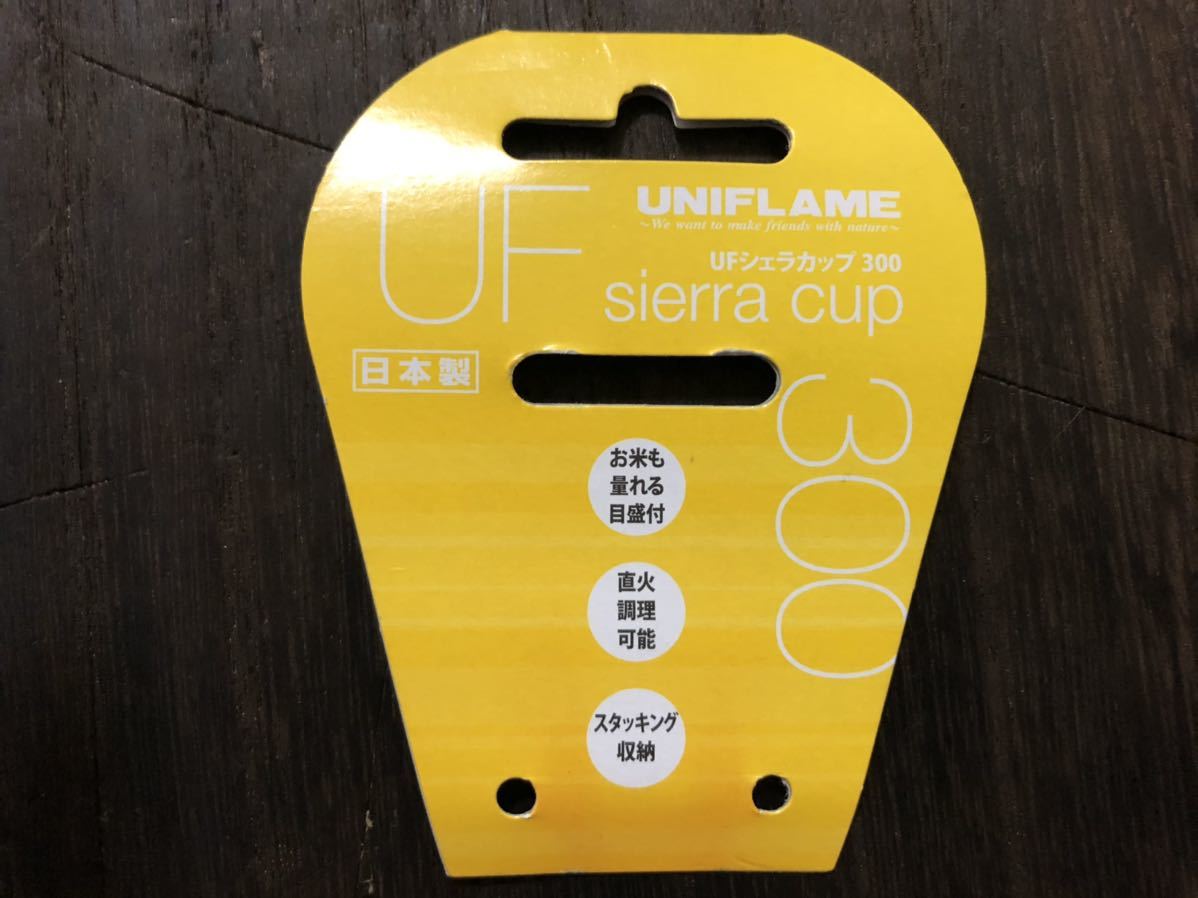 UF
UNIFLAME
~We want to make friends with nature~
UFシェラカップ 300
sierra cup
日本製
300
お米も
量れる
目盛付
直火
調理
可能
スタッキング
収納